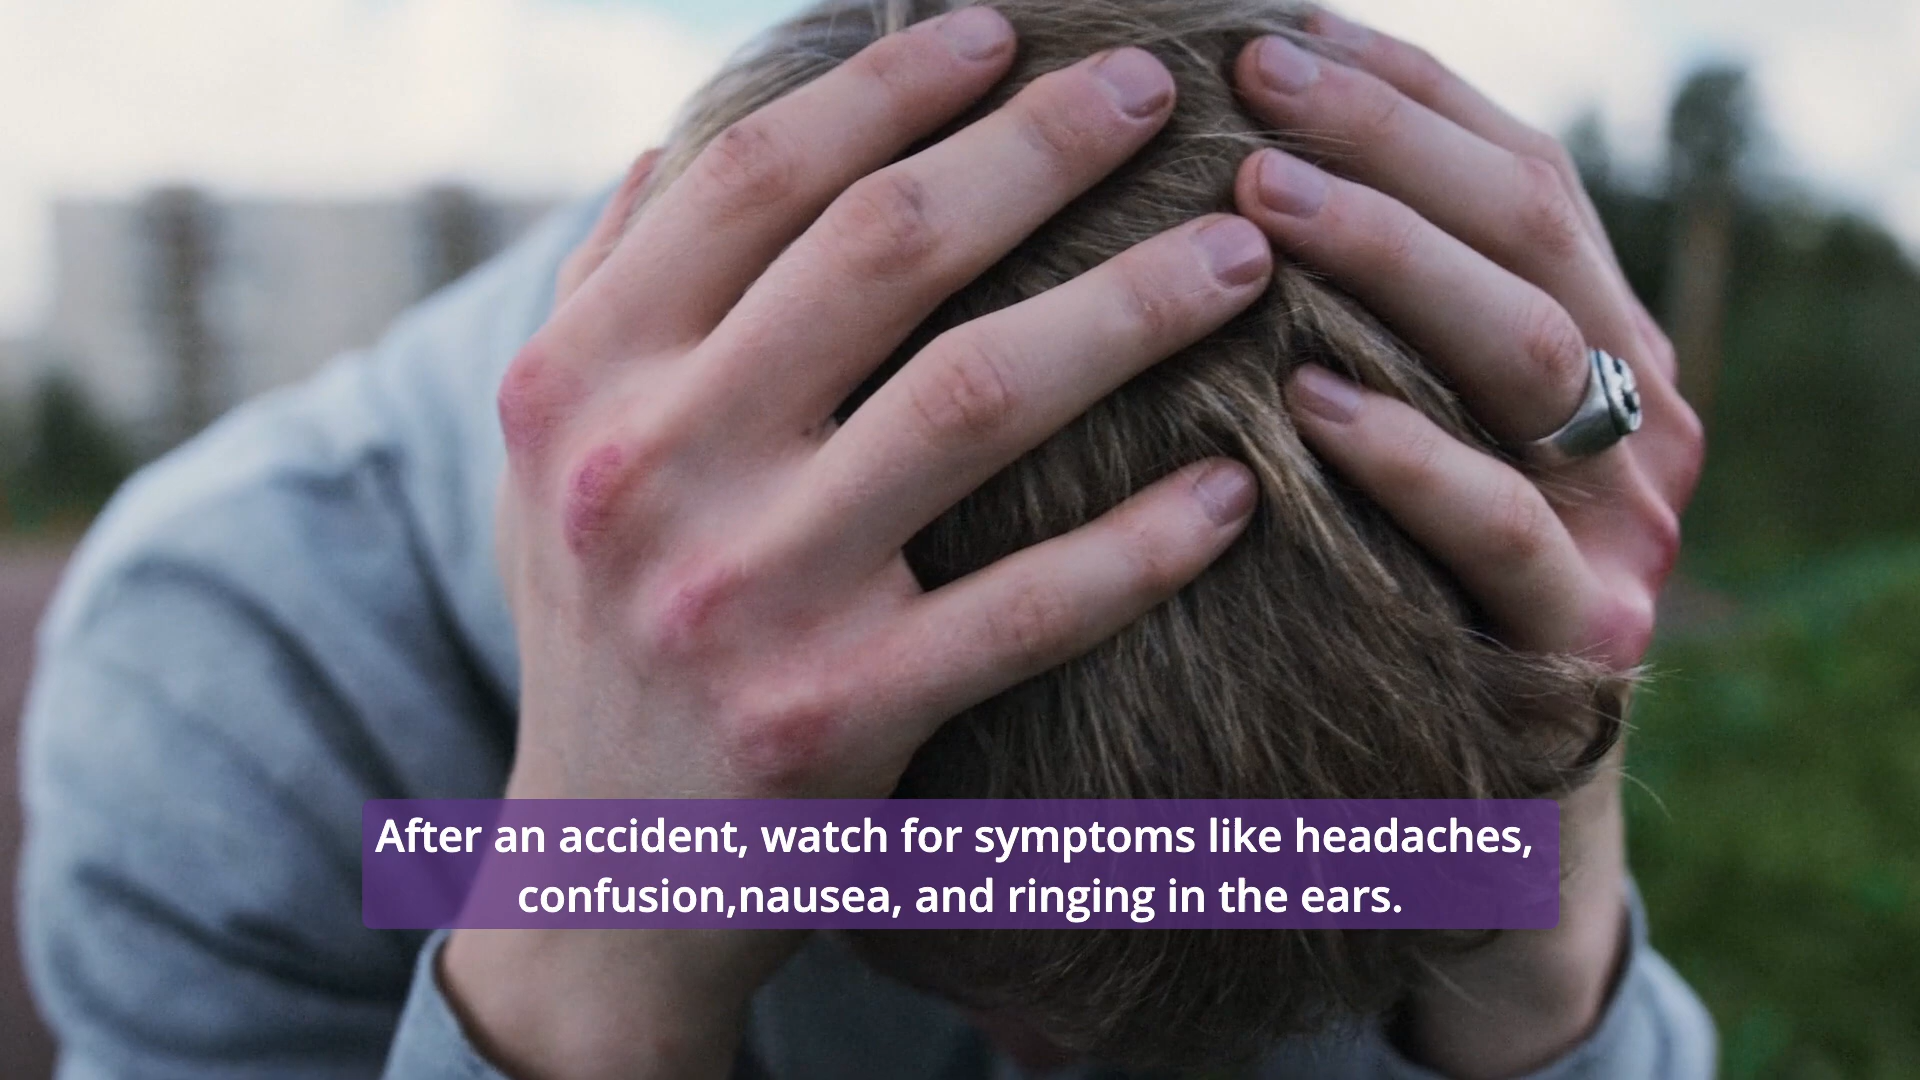 After an accident, watch for symptoms like headaches,
confusion,nausea, and ringing in the ears.